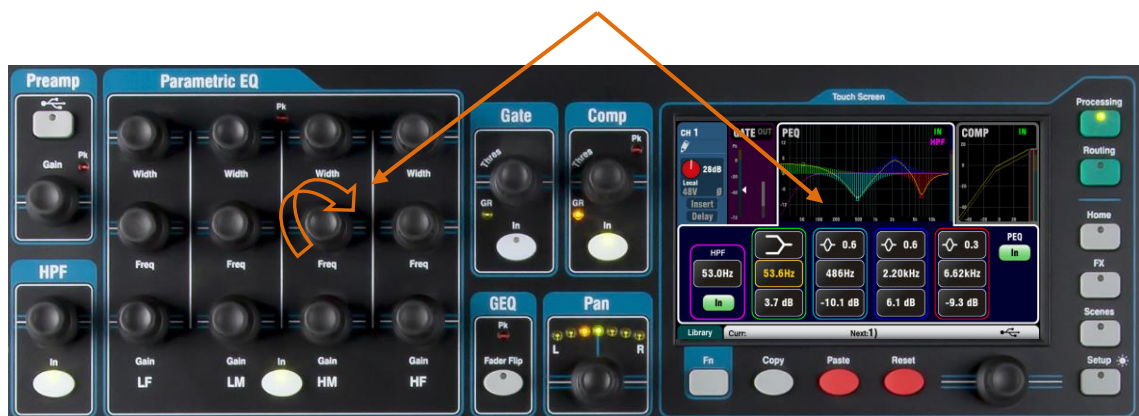 Preamp
Pk
Gain
HPF
In
Parametric EQ
Pk
Width Width Width Width
Freq Freq Freq Freq
Gain Gain In Gain Gain
LF LM HM HF
Gate
Thres
GR
In
Comp
Pk
Thres
GR
In
GEQ
Pk
Fader Flip
Pan
L R
Touch Screen
CH 1
28dB
Local
48V Ø
Insert
Delay
GATE OUT
PEQ IN
HPF
COMP IN
HPF
53.0Hz
In
53.6Hz
3.7 dB
0.6
486Hz
-10.1 dB
0.6
2.20kHz
6.1 dB
0.3
6.62kHz
-9.3 dB
PEQ
In
Library Curr: Next:1)
Fn Copy Paste Reset
Processing
Routing
Home
FX
Scenes
Setup